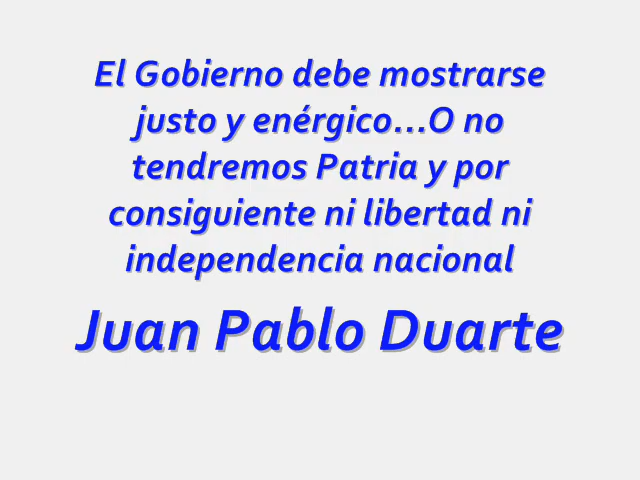 El Gobierno debe mostrarse
justo y enérgico...O no
tendremos Patria y por
consiguiente ni libertad ni
independencia nacional
Juan Pablo Duarte